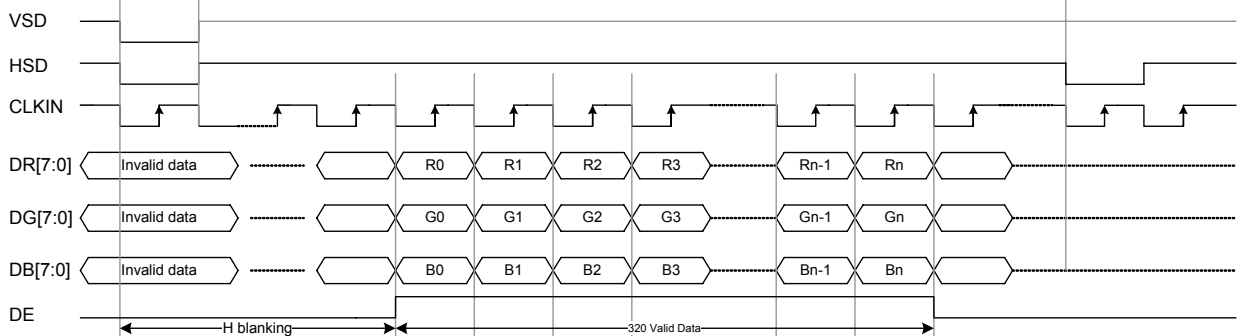 VSD
HSD
CLKIN
DR[7:0] Invalid data R0 R1 R2 R3 Rn-1 Rn
DG[7:0] Invalid data G0 G1 G2 G3 Gn-1 Gn
DB[7:0] Invalid data B0 B1 B2 B3 Bn-1 Bn
DE
H blanking 320 Valid Data